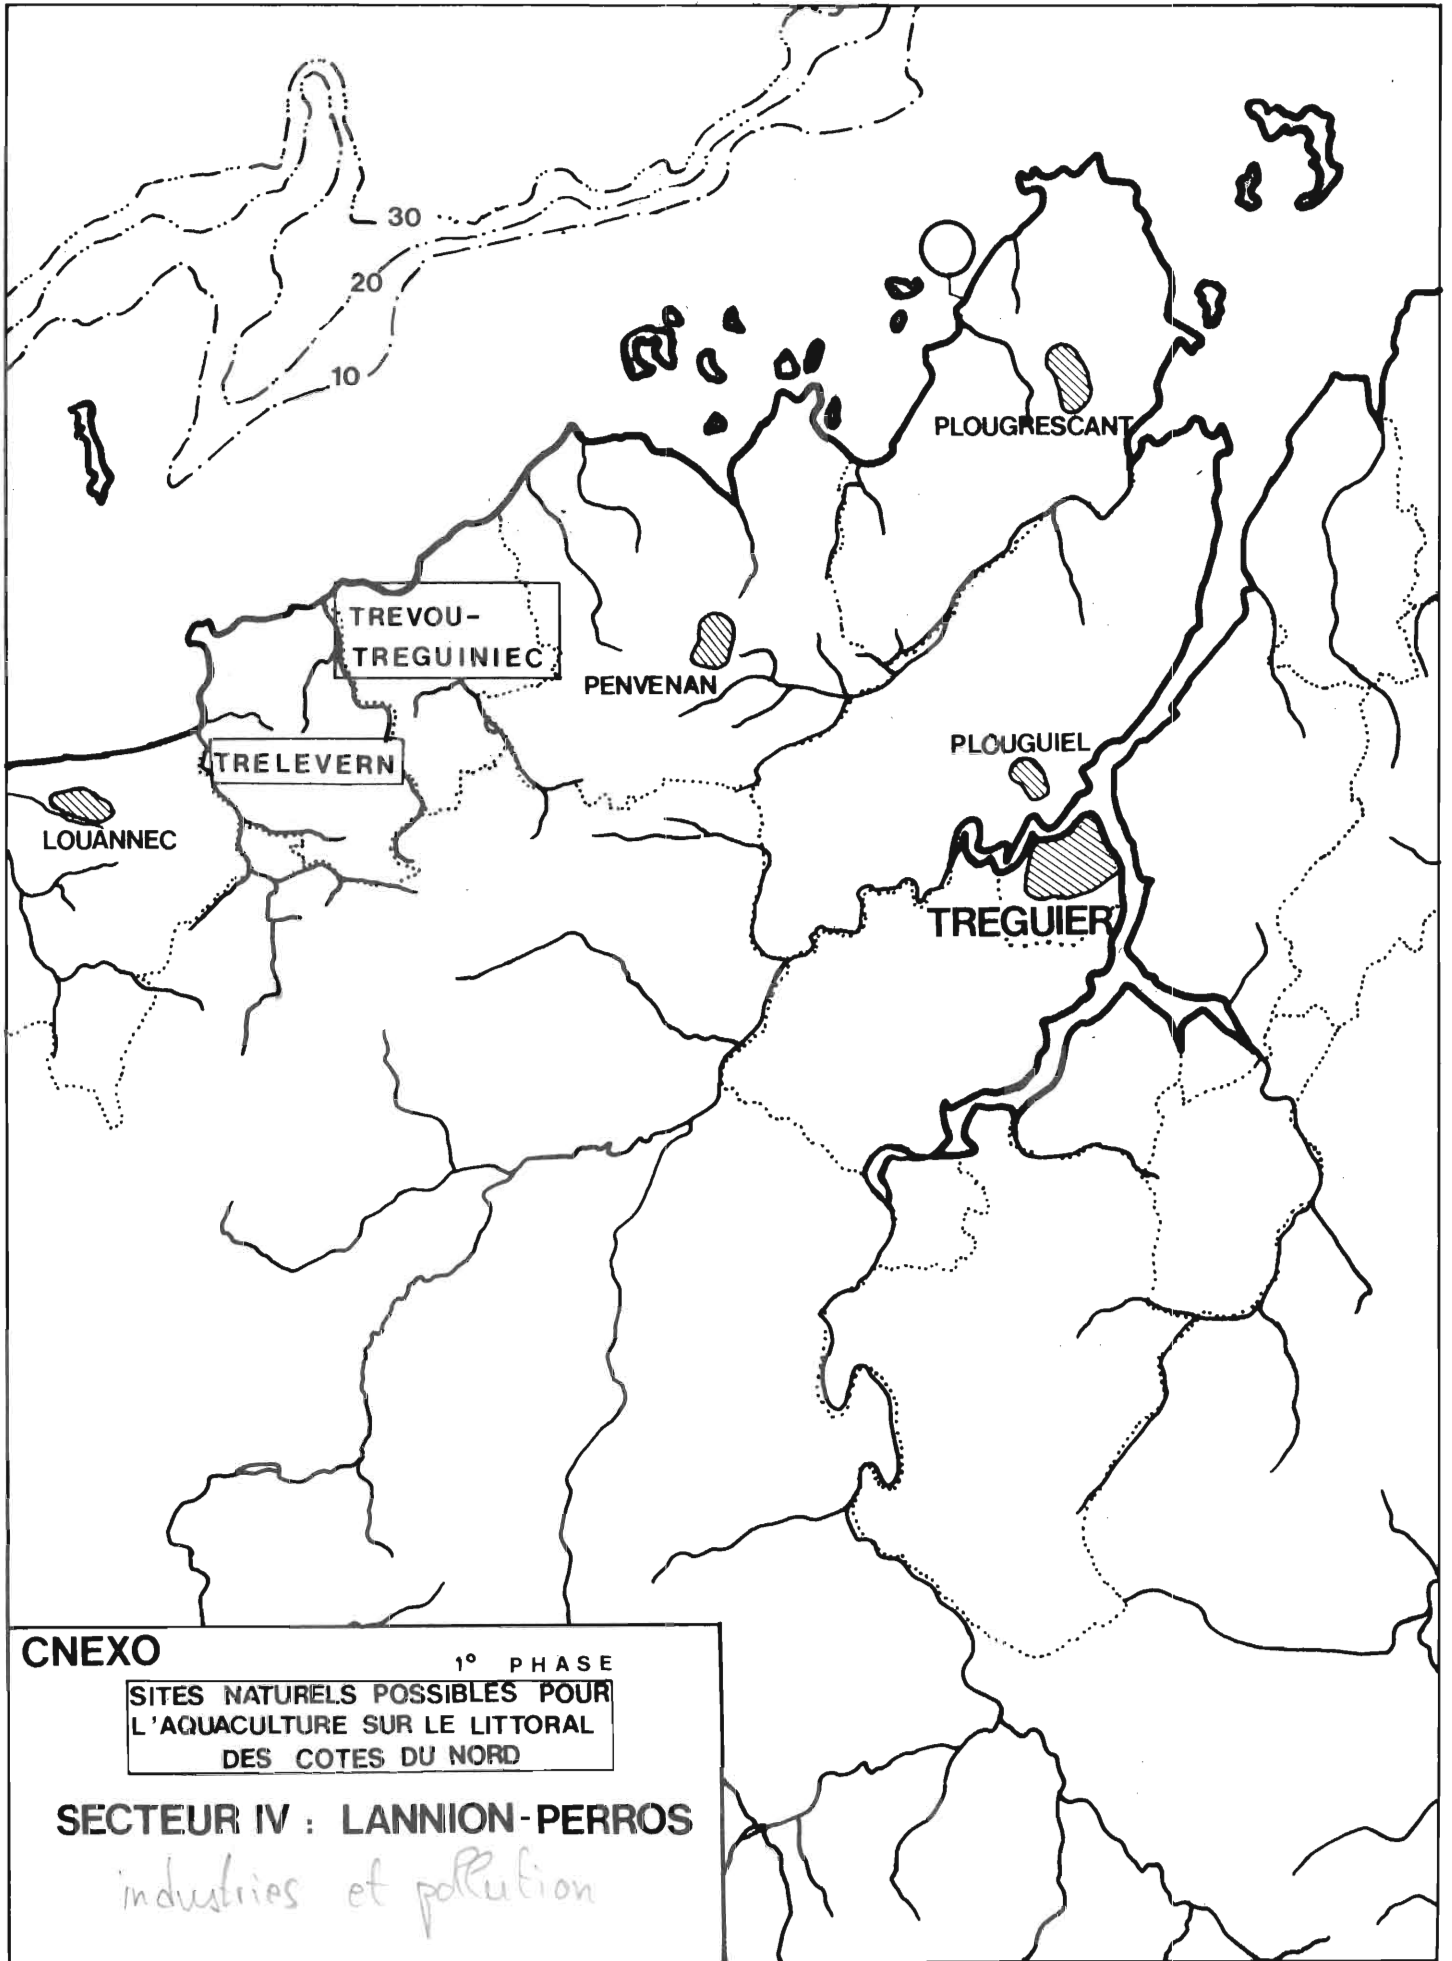 30
20
10
PLOUGRESCANT
TREVOU-
TREGUINIEC
PENVENAN
PLOUGUIEL
TRELEVERN
LOUANNEC
TREGUIER
CNEXO
1° PHASE
SITES NATURELS POSSIBLES POUR
L'AQUACULTURE SUR LE LITTORAL
DES COTES DU NORD
SECTEUR IV : LANNION-PERROS
industries et pollution